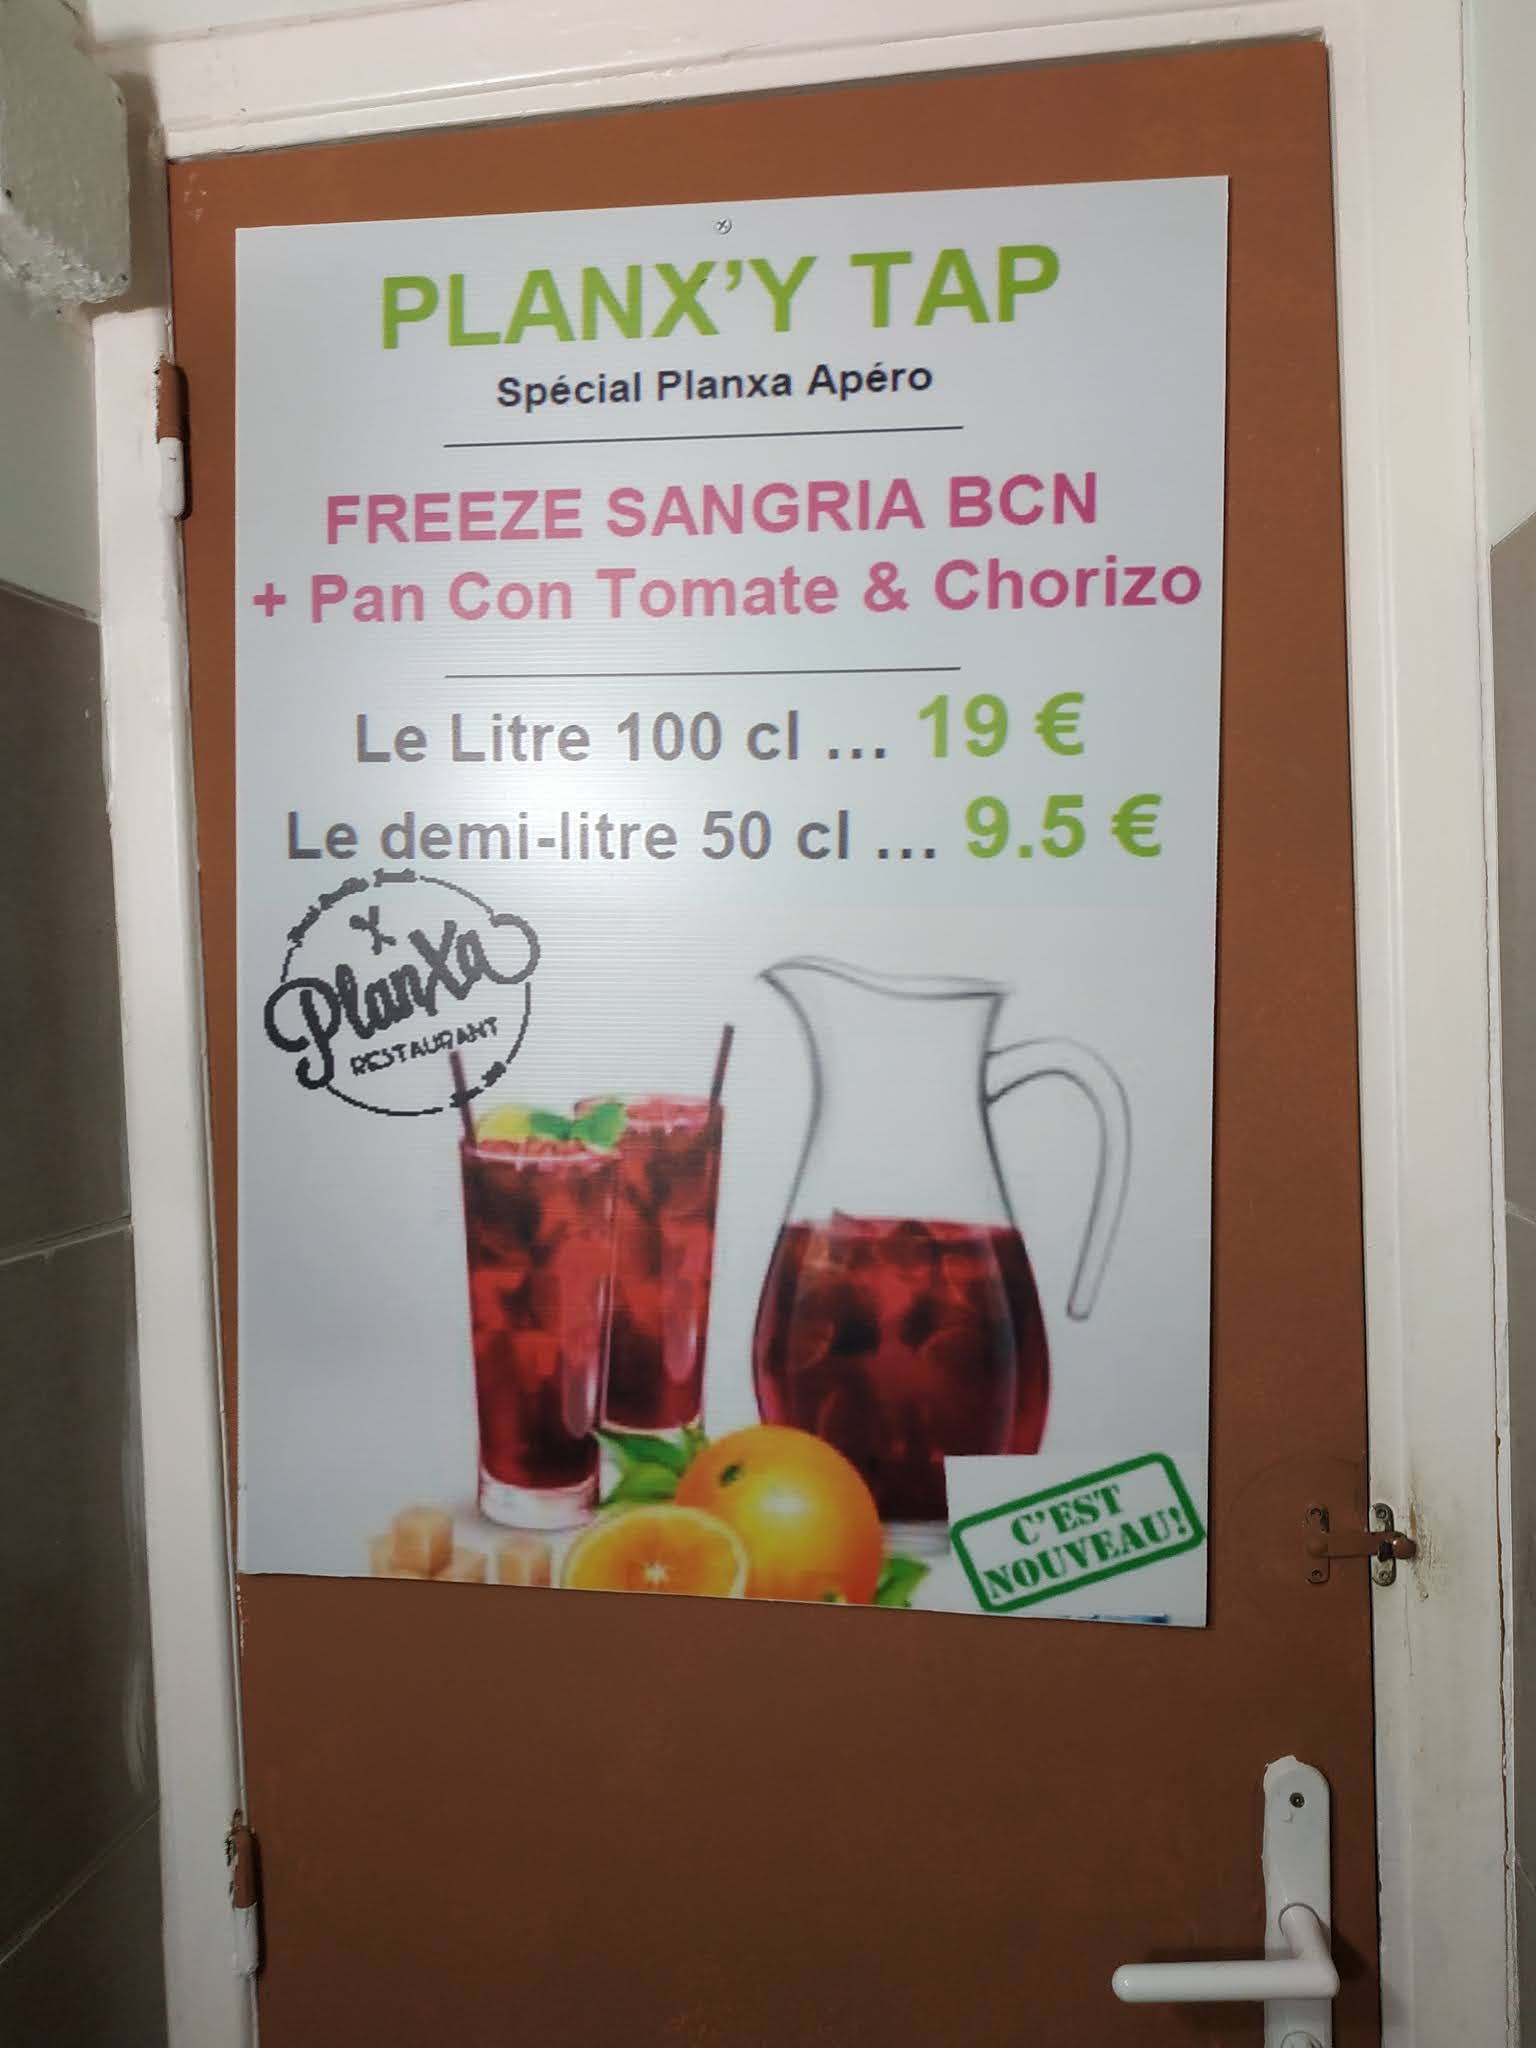 PLANX'Y TAP
Spécial Planxa Apéro
FREEZE SANGRIA BCN
+ Pan Con Tomate & Chorizo
Le Litre 100 cl ... 19 €
Le demi-litre 50 cl ... 9.5 €
PlanXa
RESTAURANT
C'EST
NOUVEAU!